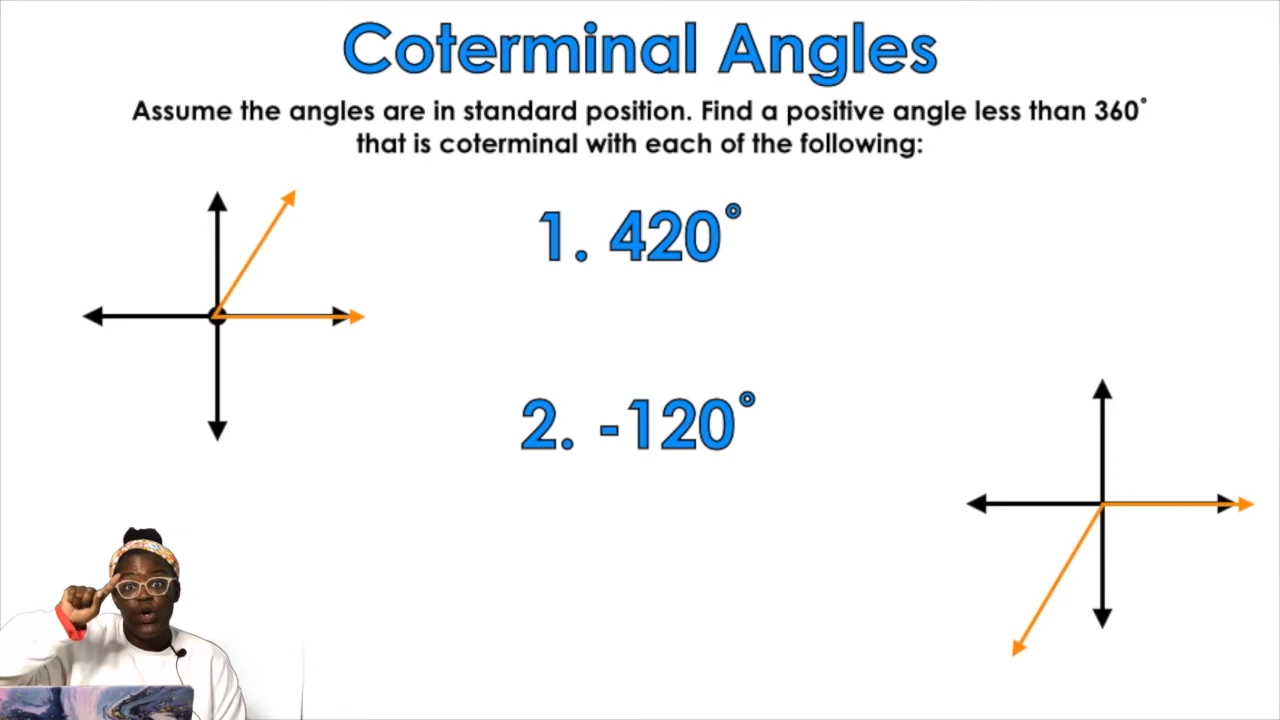 Coterminal Angles
Assume the angles are in standard position. Find a positive angle less than 360°
that is coterminal with each of the following:
1. 420°
2. -120°